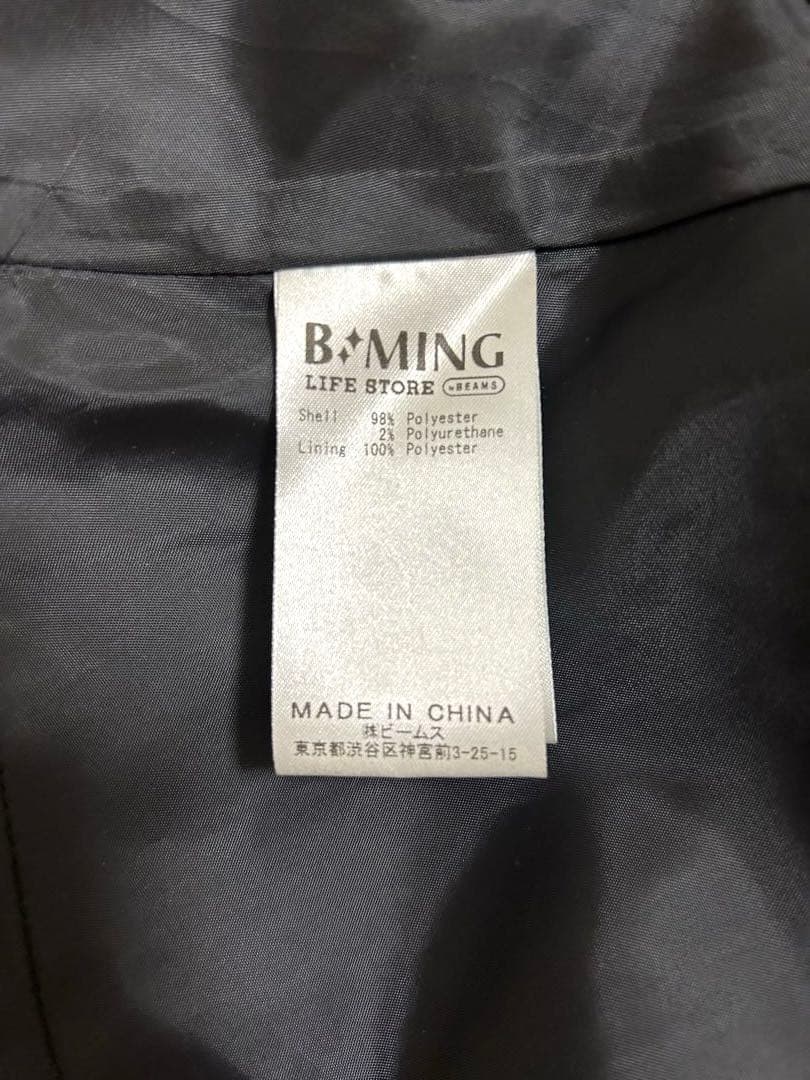 B MING
LIFE STORE by BEAMS
Shell 98% Polyester
2% Polyurethane
Lining 100% Polyester
MADE IN CHINA
㈱ビームス
東京都渋谷区神宮前3-25-15